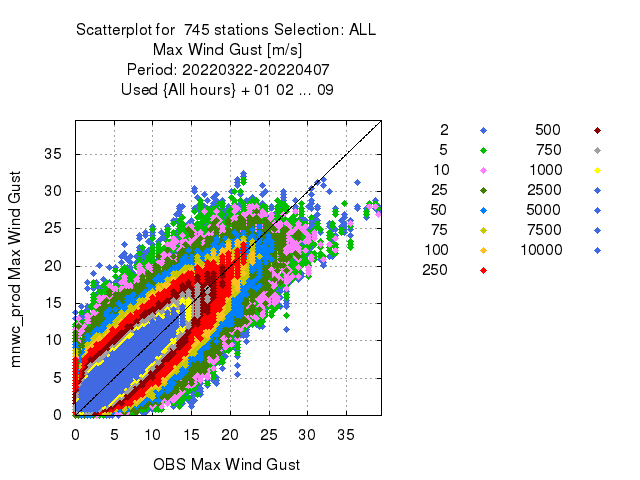 Scatterplot for 745 stations Selection: ALL
Max Wind Gust [m/s]
Period: 20220322-20220407
Used {All hours} + 01 02 ... 09
mnwc_prod Max Wind Gust
35
30
25
20
15
10
5
0
0 5 10 15 20 25 30 35
OBS Max Wind Gust
2 500
5 750
10 1000
25 2500
50 5000
75 7500
100 10000
250